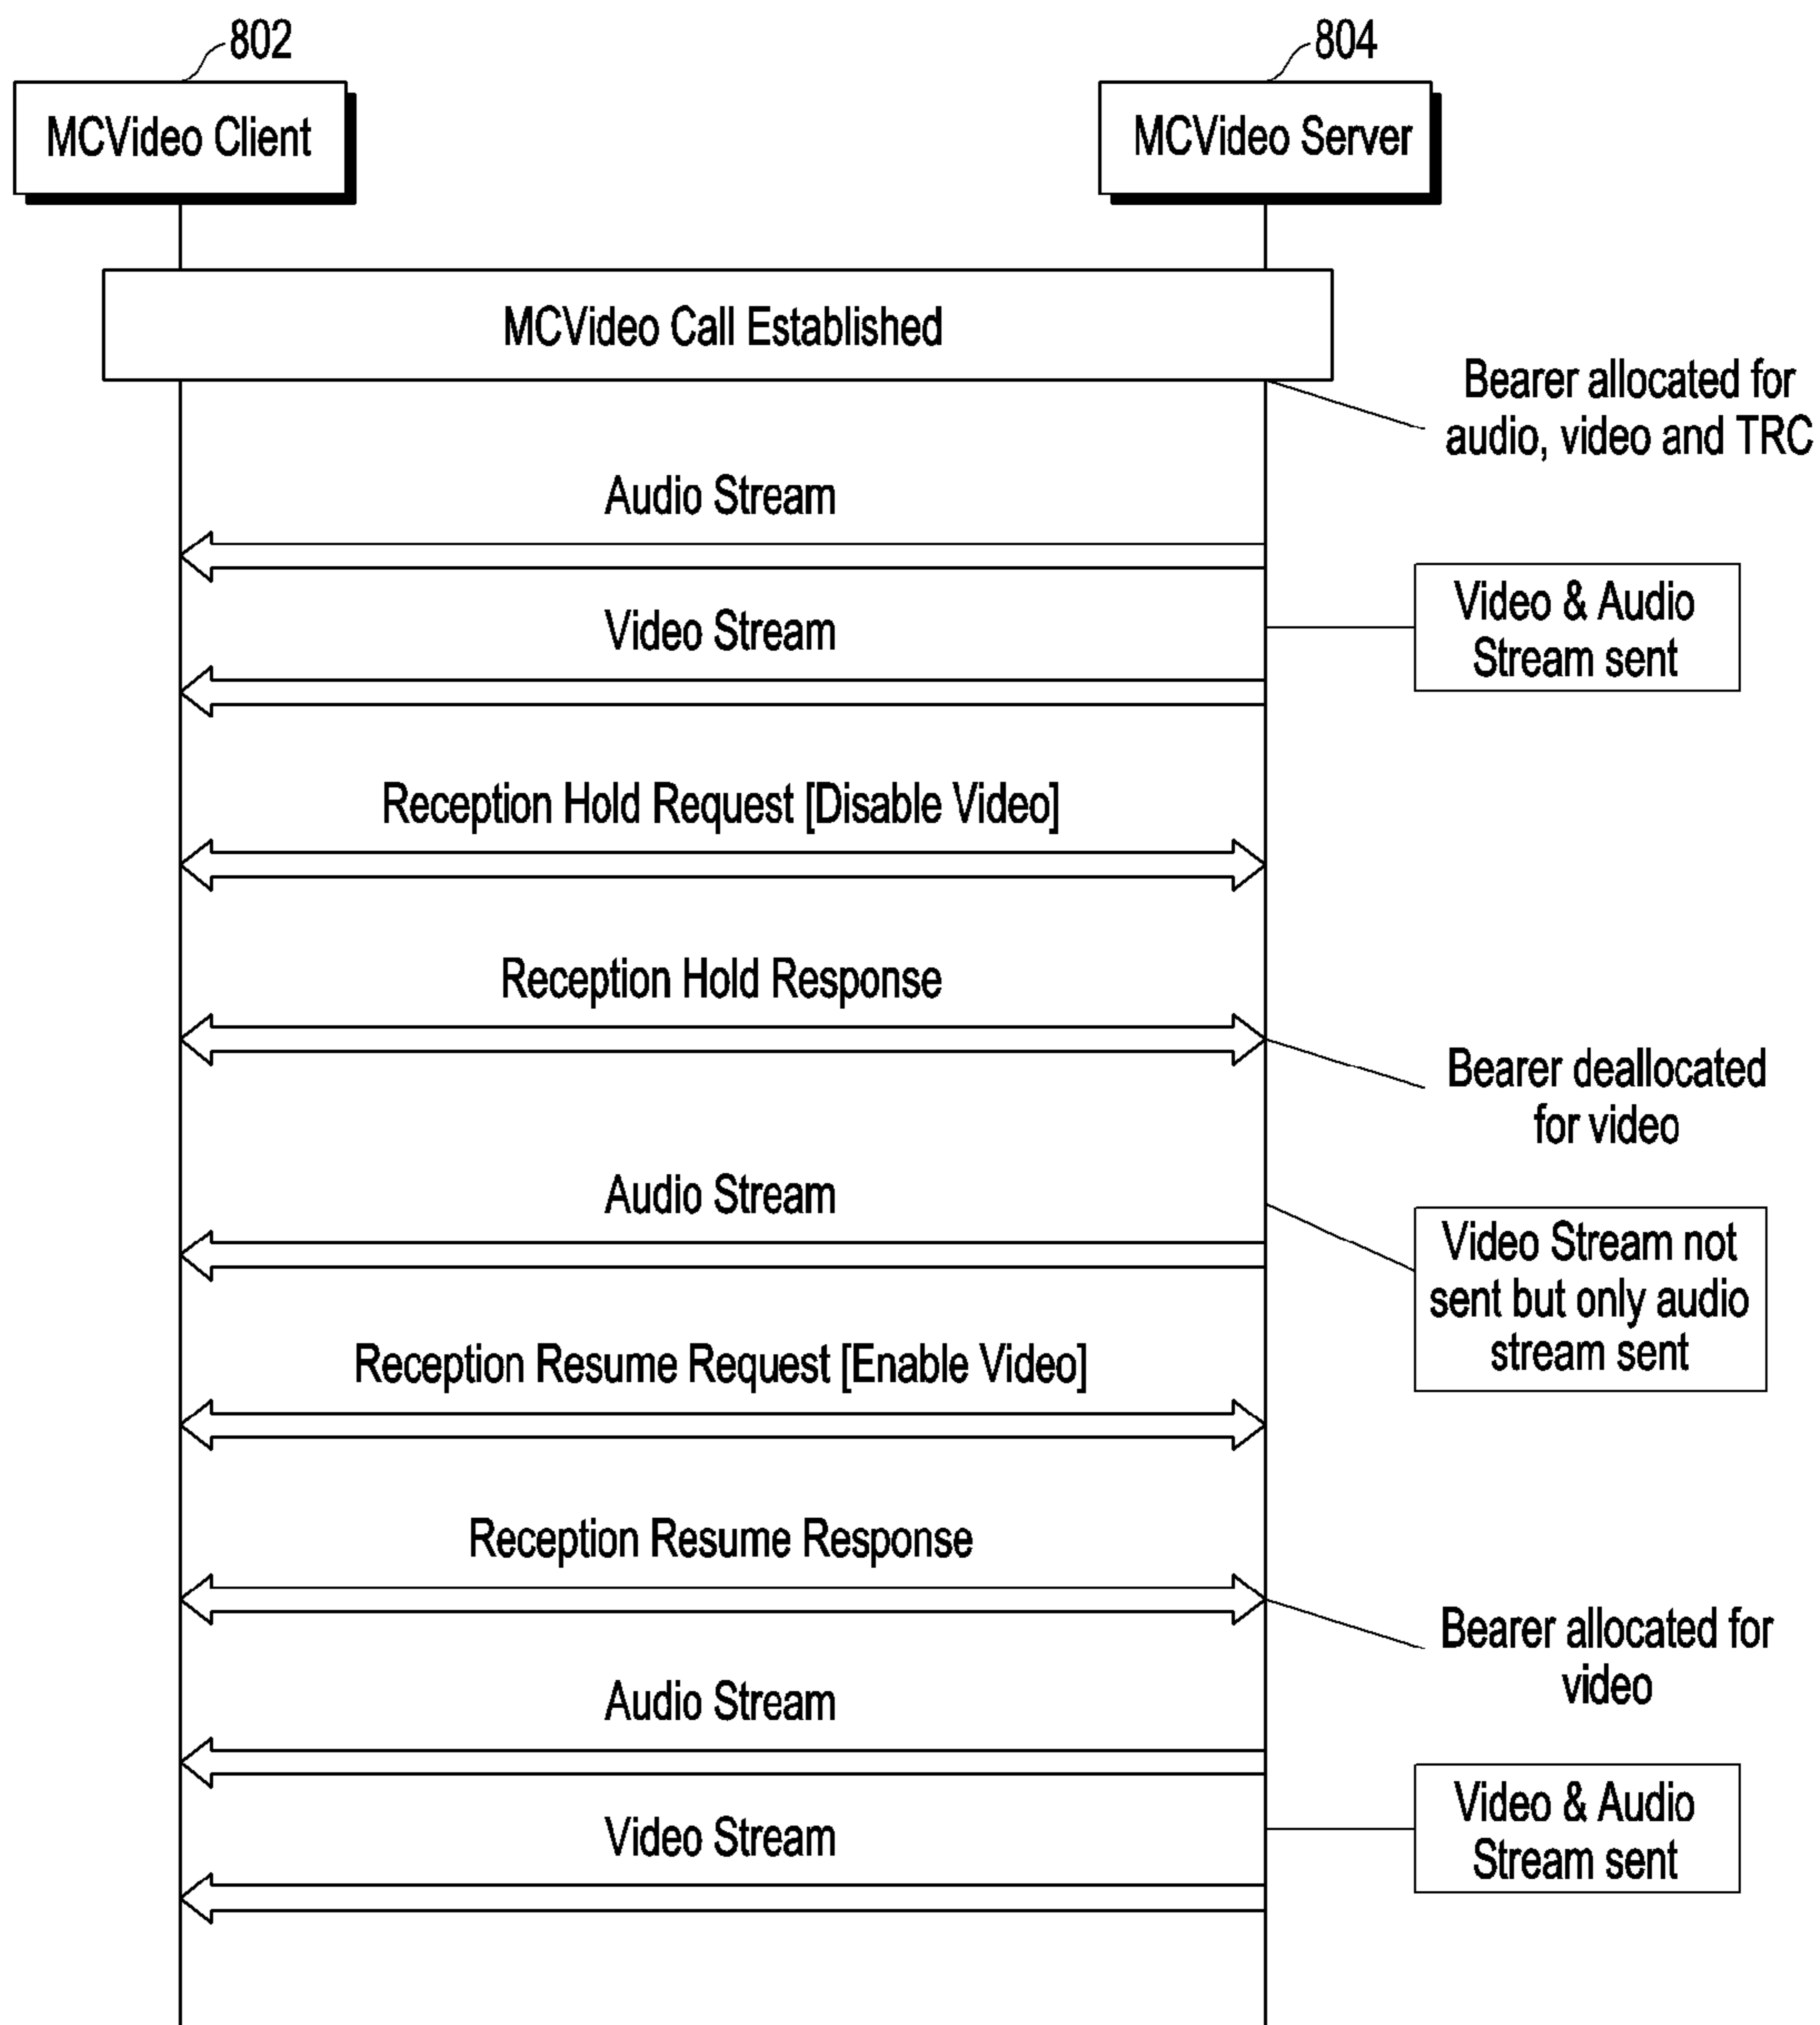 802
804
MCVideo Client
MCVideo Server
MCVideo Call Established
Bearer allocated for
audio, video and TRC
Audio Stream
Video & Audio
Stream sent
Video Stream
Reception Hold Request [Disable Video]
Reception Hold Response
Bearer deallocated
for video
Audio Stream
Video Stream not
sent but only audio
stream sent
Reception Resume Request [Enable Video]
Reception Resume Response
Bearer allocated for
video
Audio Stream
Video & Audio
Stream sent
Video Stream